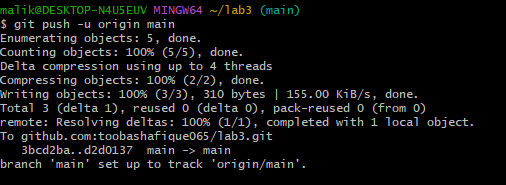 malik@DESKTOP-N4U5EUV MINGW64 ~/lab3 (main)
$ git push -u origin main
Enumerating objects: 5, done.
Counting objects: 100% (5/5), done.
Delta compression using up to 4 threads
Compressing objects: 100% (2/2), done.
Writing objects: 100% (3/3), 310 bytes | 155.00 KiB/s, done.
Total 3 (delta 1), reused 0 (delta 0), pack-reused 0 (from 0)
remote: Resolving deltas: 100% (1/1), completed with 1 local object.
To github.com:toobashafique065/lab3.git
   3bcd2ba..d2d0137  main -> main
branch 'main' set up to track 'origin/main'.